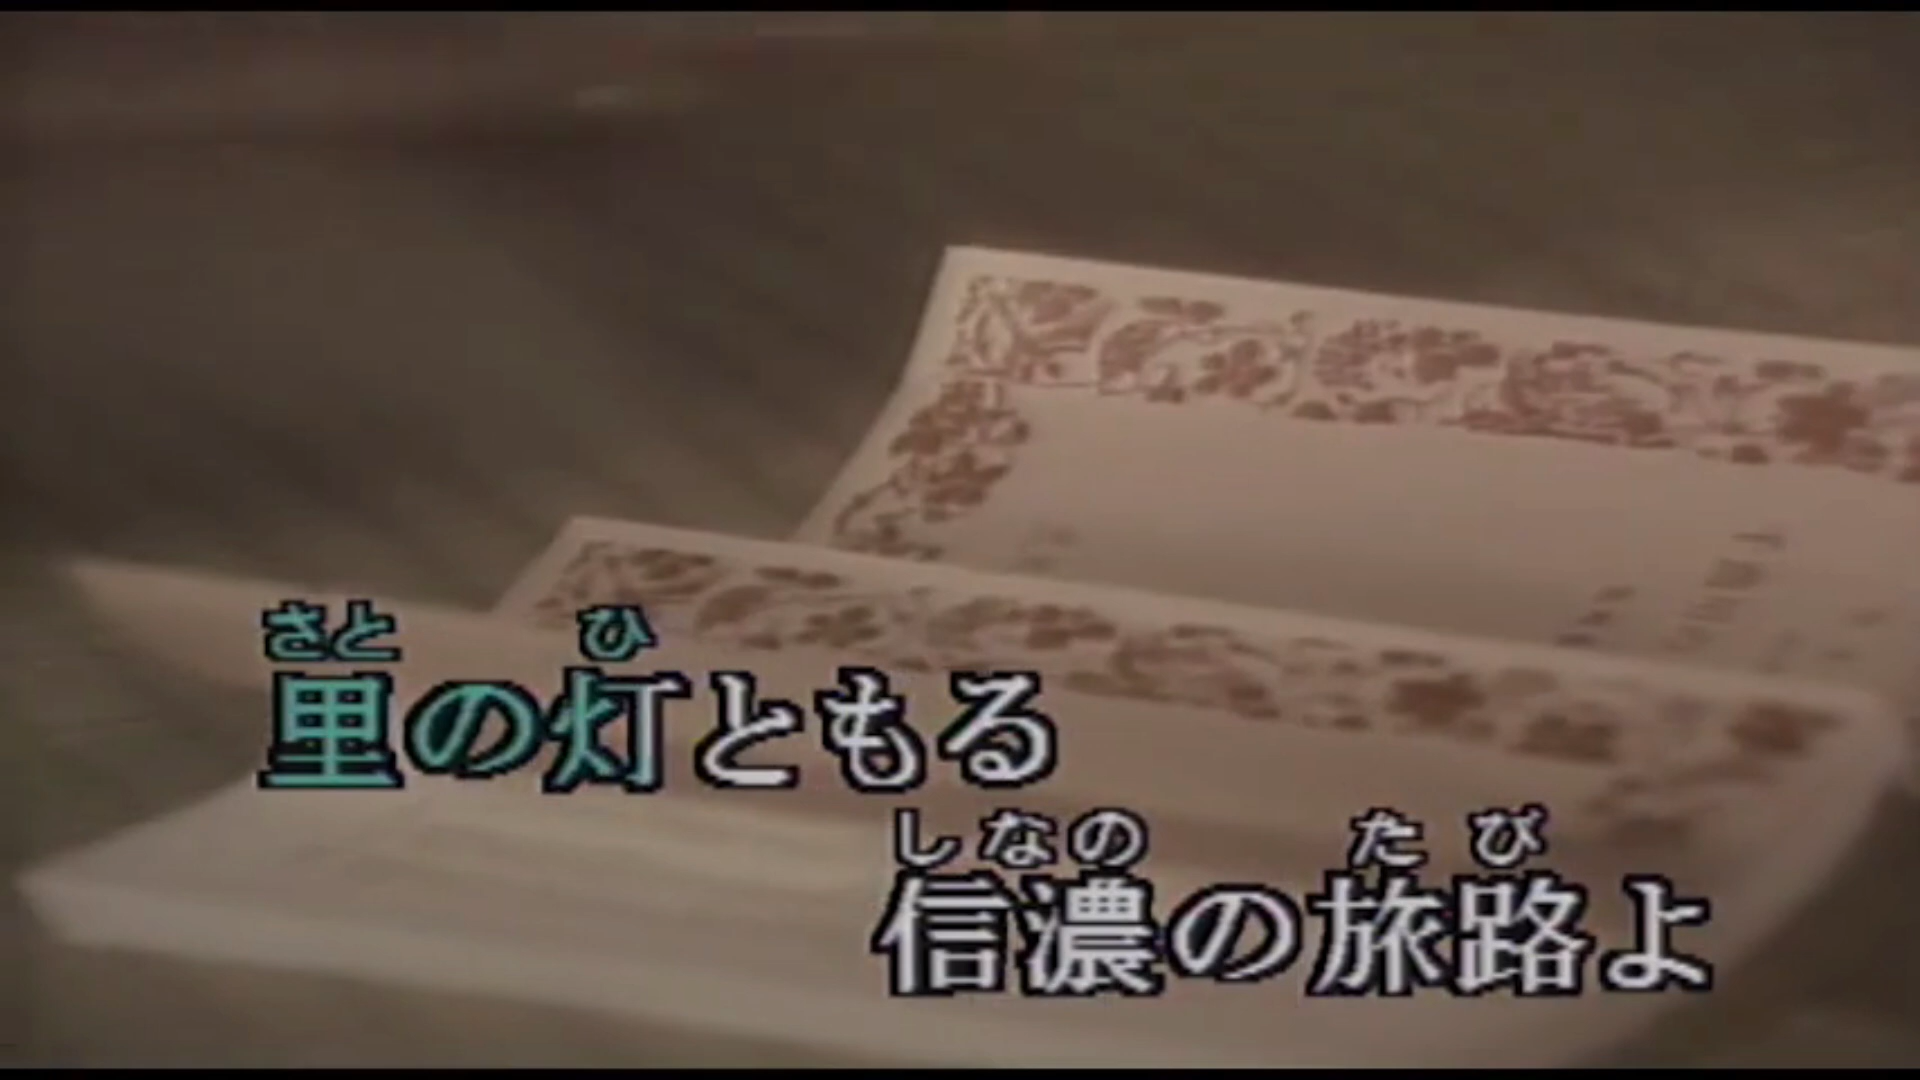 さと ひ
里の灯ともる
しなの たび
信濃の旅路よ